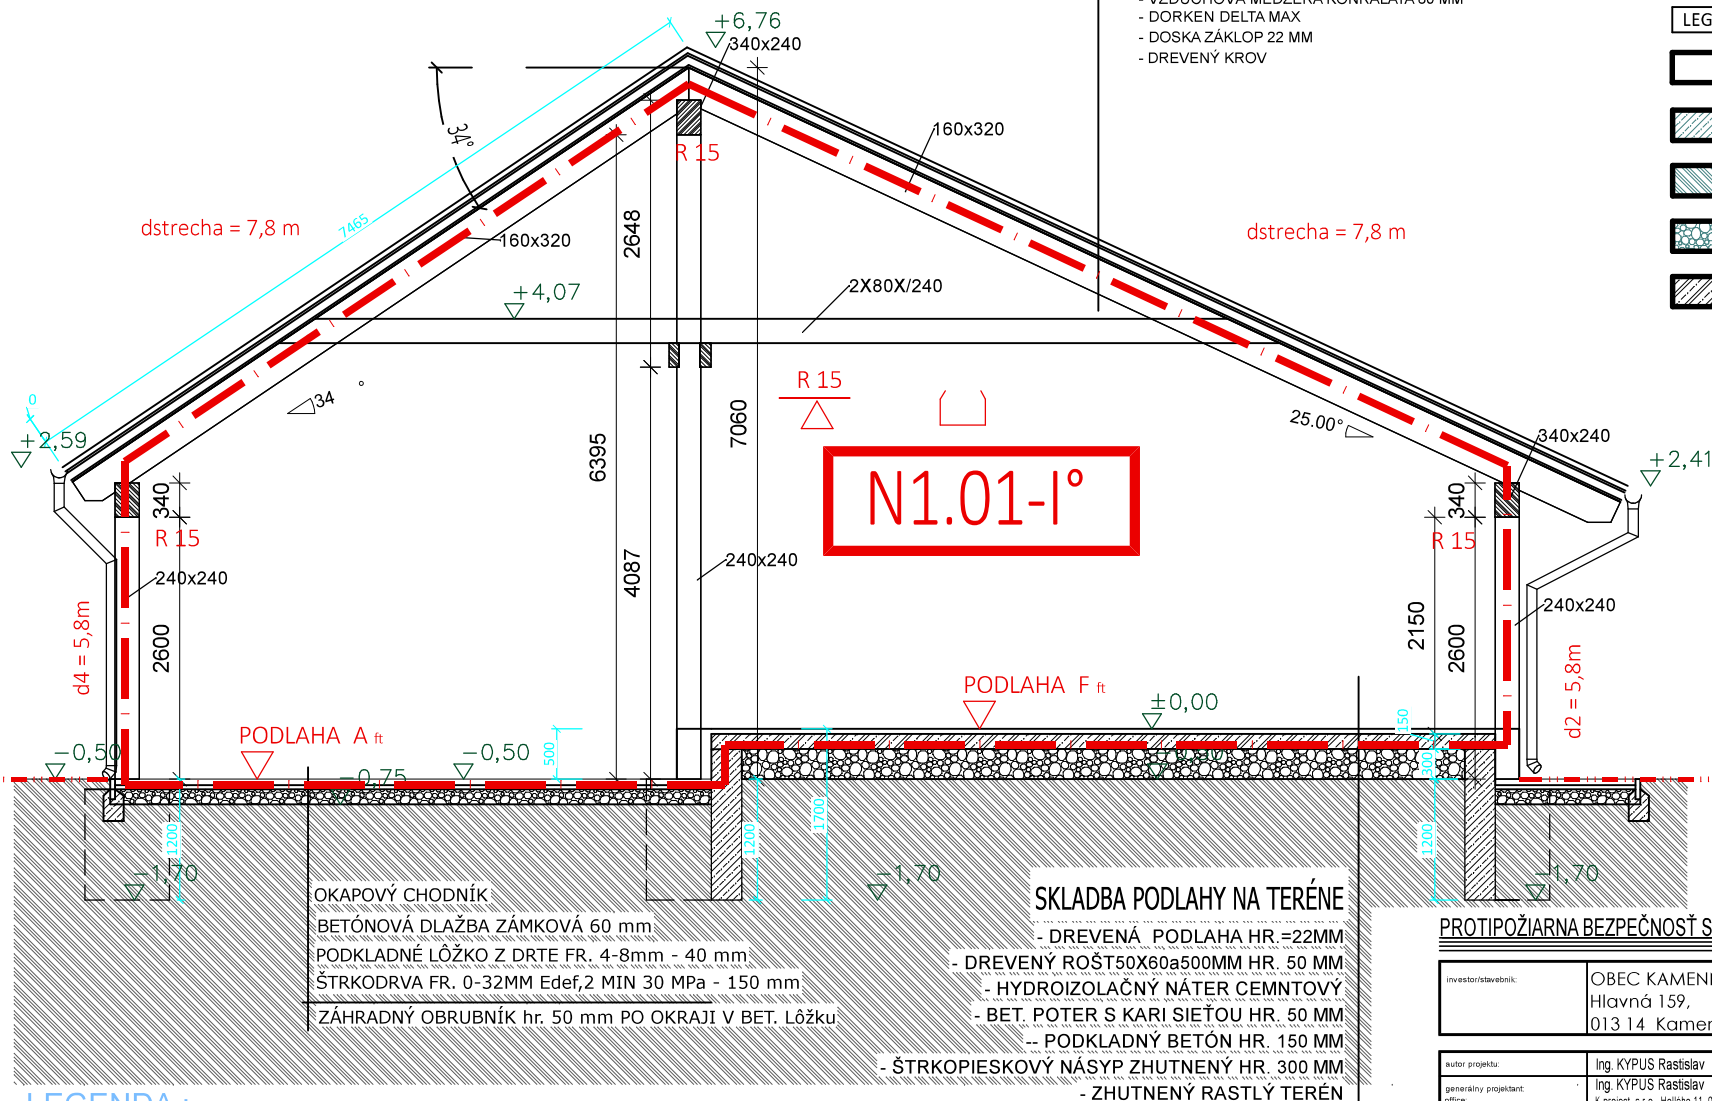 - DORKEN DELTA MAX
- DOSKA ZÁKLOP 22 MM
- DREVENÝ KROV
LEG
+6,76
340x240
34°
160x320
R 15
dstrecha = 7,8 m
7465
160x320
2648
dstrecha = 7,8 m
+4,07
2X80X/240
R 15
0
34 °
25.00°
7060
6395
+2,59
340x240
+2,41
340
340
N1.01-I°
R 15
R 15
240x240
4087
240x240
240x240
d4 = 5,8m
2600
2150
2600
d2 = 5,8m
PODLAHA F ft
±0,00
150
PODLAHA A ft
-0,50
-0,50
500
300
-0,75
1200
1200
1700
1200
-1,70
-1,70
-1,70
OKAPOVÝ CHODNÍK
BETÓNOVÁ DLAŽBA ZÁMKOVÁ 60 mm
PODKLADNÉ LÔŽKO Z DRTE FR. 4-8mm - 40 mm
ŠTRKODRVA FR. 0-32MM Edef,2 MIN 30 MPa - 150 mm
ZÁHRADNÝ OBRUBNÍK hr. 50 mm PO OKRAJI V BET. Lôžku
SKLADBA PODLAHY NA TERÉNE
- DREVENÁ PODLAHA HR.=22MM
- DREVENÝ ROŠT50X60a500MM HR. 50 MM
- HYDROIZOLAČNÝ NÁTER CEMNTOVÝ
- BET. POTER S KARI SIEŤOU HR. 50 MM
-- PODKLADNÝ BETÓN HR. 150 MM
- ŠTRKOPIESKOVÝ NÁSYP ZHUTNENÝ HR. 300 MM
- ZHUTNENÝ RASTLÝ TERÉN
LEGENDA :
PROTIPOŽIARNA BEZPEČNOSŤ S
investor/stavebník:
OBEC KAMEN
Hlavná 159,
013 14 Kamer
autor projektu:
Ing. KYPUS Rastislav
generálny projektant:
Ing. KYPUS Rastislav